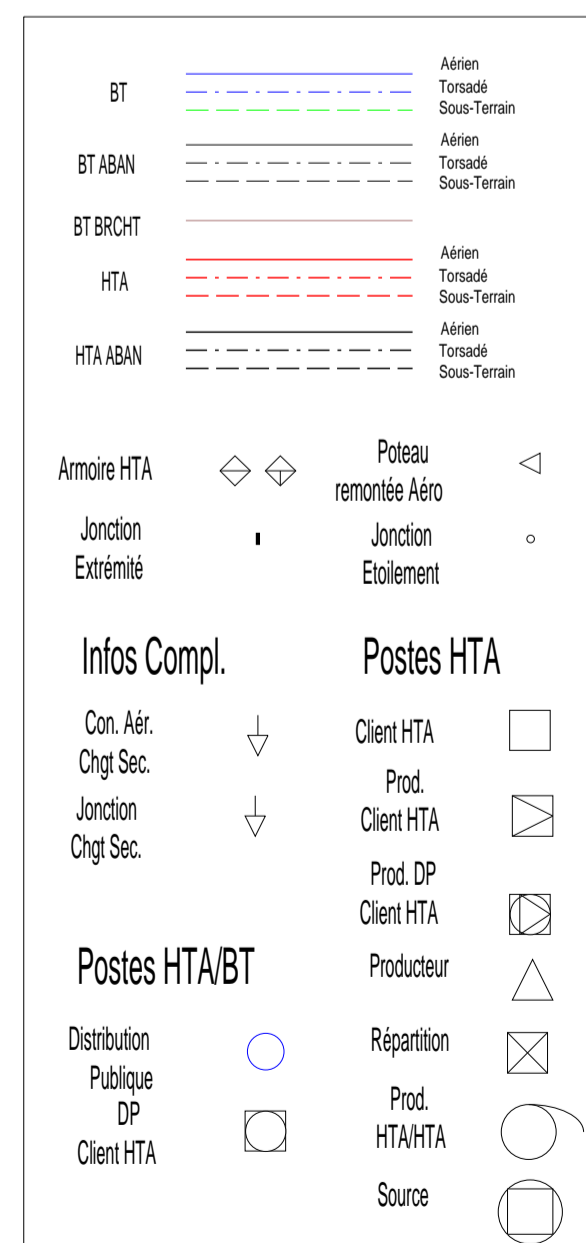 BT
Aérien
Torsadé
Sous-Terrain
BT ABAN
Aérien
Torsadé
Sous-Terrain
BT BRCHT
HTA
Aérien
Torsadé
Sous-Terrain
HTA ABAN
Aérien
Torsadé
Sous-Terrain
Armoire HTA
Poteau
remontée Aéro
Jonction
Extrémité
Jonction
Etoilement
Infos Compl.
Con. Aér.
Chgt Sec.
Jonction
Chgt Sec.
Postes HTA
Client HTA
Prod.
Client HTA
Prod. DP
Client HTA
Producteur
Répartition
Prod.
HTA/HTA
Source
Postes HTA/BT
Distribution
Publique
DP
Client HTA